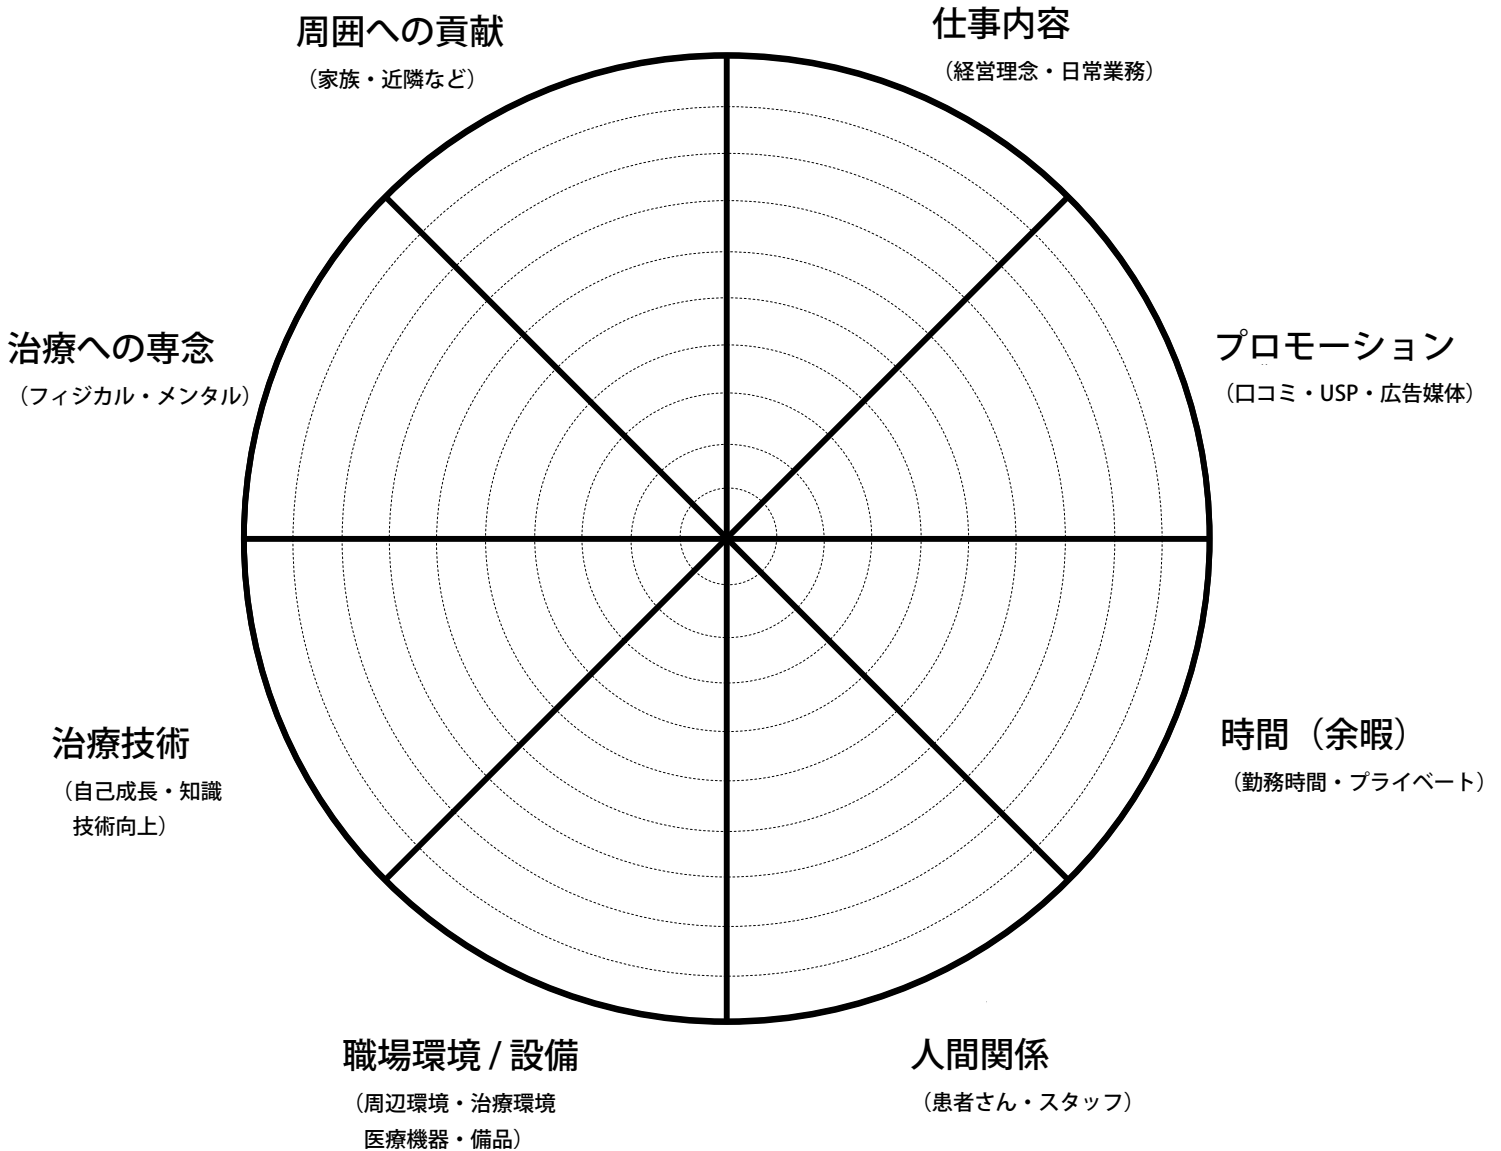 周囲への貢献
（家族・近隣など）
仕事内容
（経営理念・日常業務）
治療への専念
（フィジカル・メンタル）
プロモーション
（口コミ・USP・広告媒体）
治療技術
（自己成長・知識
技術向上）
時間（余暇）
（勤務時間・プライベート）
職場環境 / 設備
（周辺環境・治療環境
医療機器・備品）
人間関係
（患者さん・スタッフ）